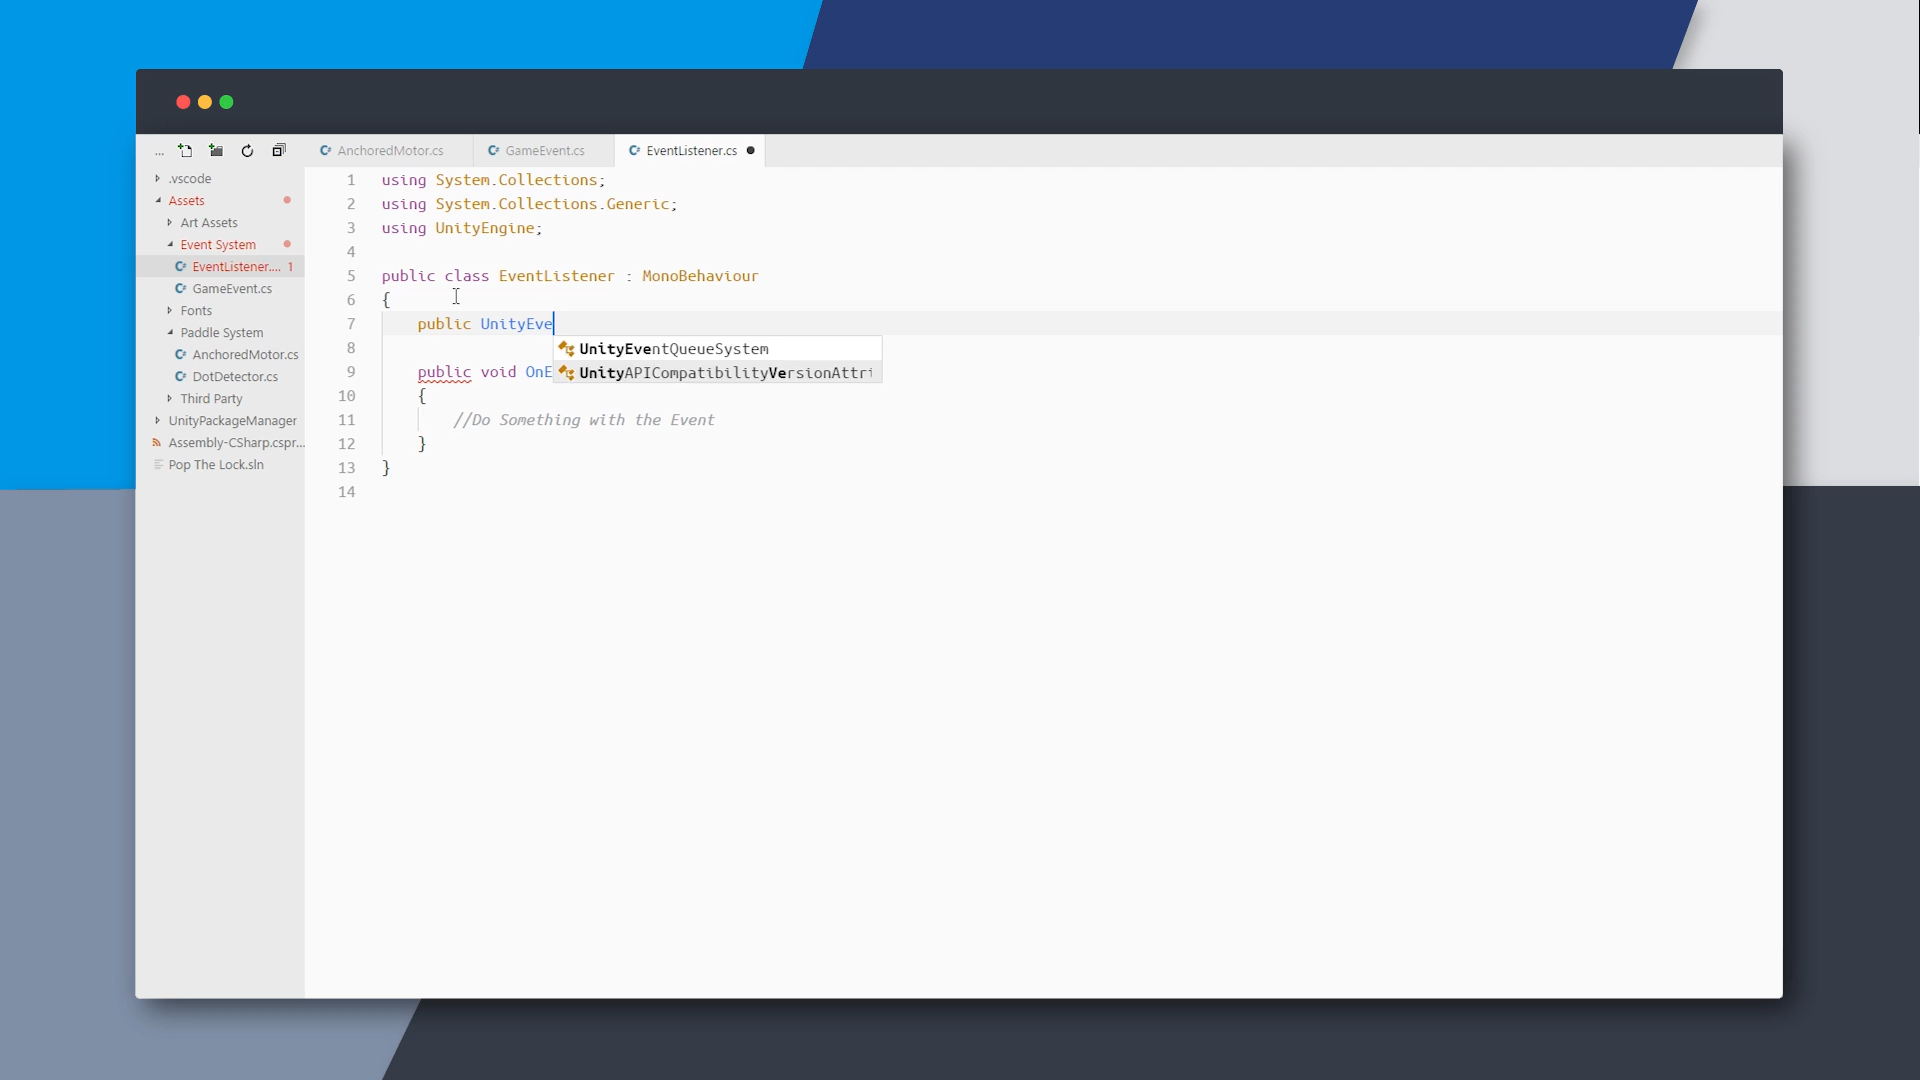 ... AnchoredMotor.cs GameEvent.cs EventListener.cs
.vscode
Assets
Art Assets
Event System
EventListener.... 1
GameEvent.cs
Fonts
Paddle System
AnchoredMotor.cs
DotDetector.cs
Third Party
UnityPackageManager
Assembly-CSharp.cspr...
Pop The Lock.sln
1 using System.Collections;
2 using System.Collections.Generic;
3 using UnityEngine;
4
5 public class EventListener : MonoBehaviour
6 {
7 public UnityEve
8 UnityEventQueueSystem
9 public void OnE UnityAPICompatibilityVersionAttri
10 {
11 //Do Something with the Event
12 }
13 }
14